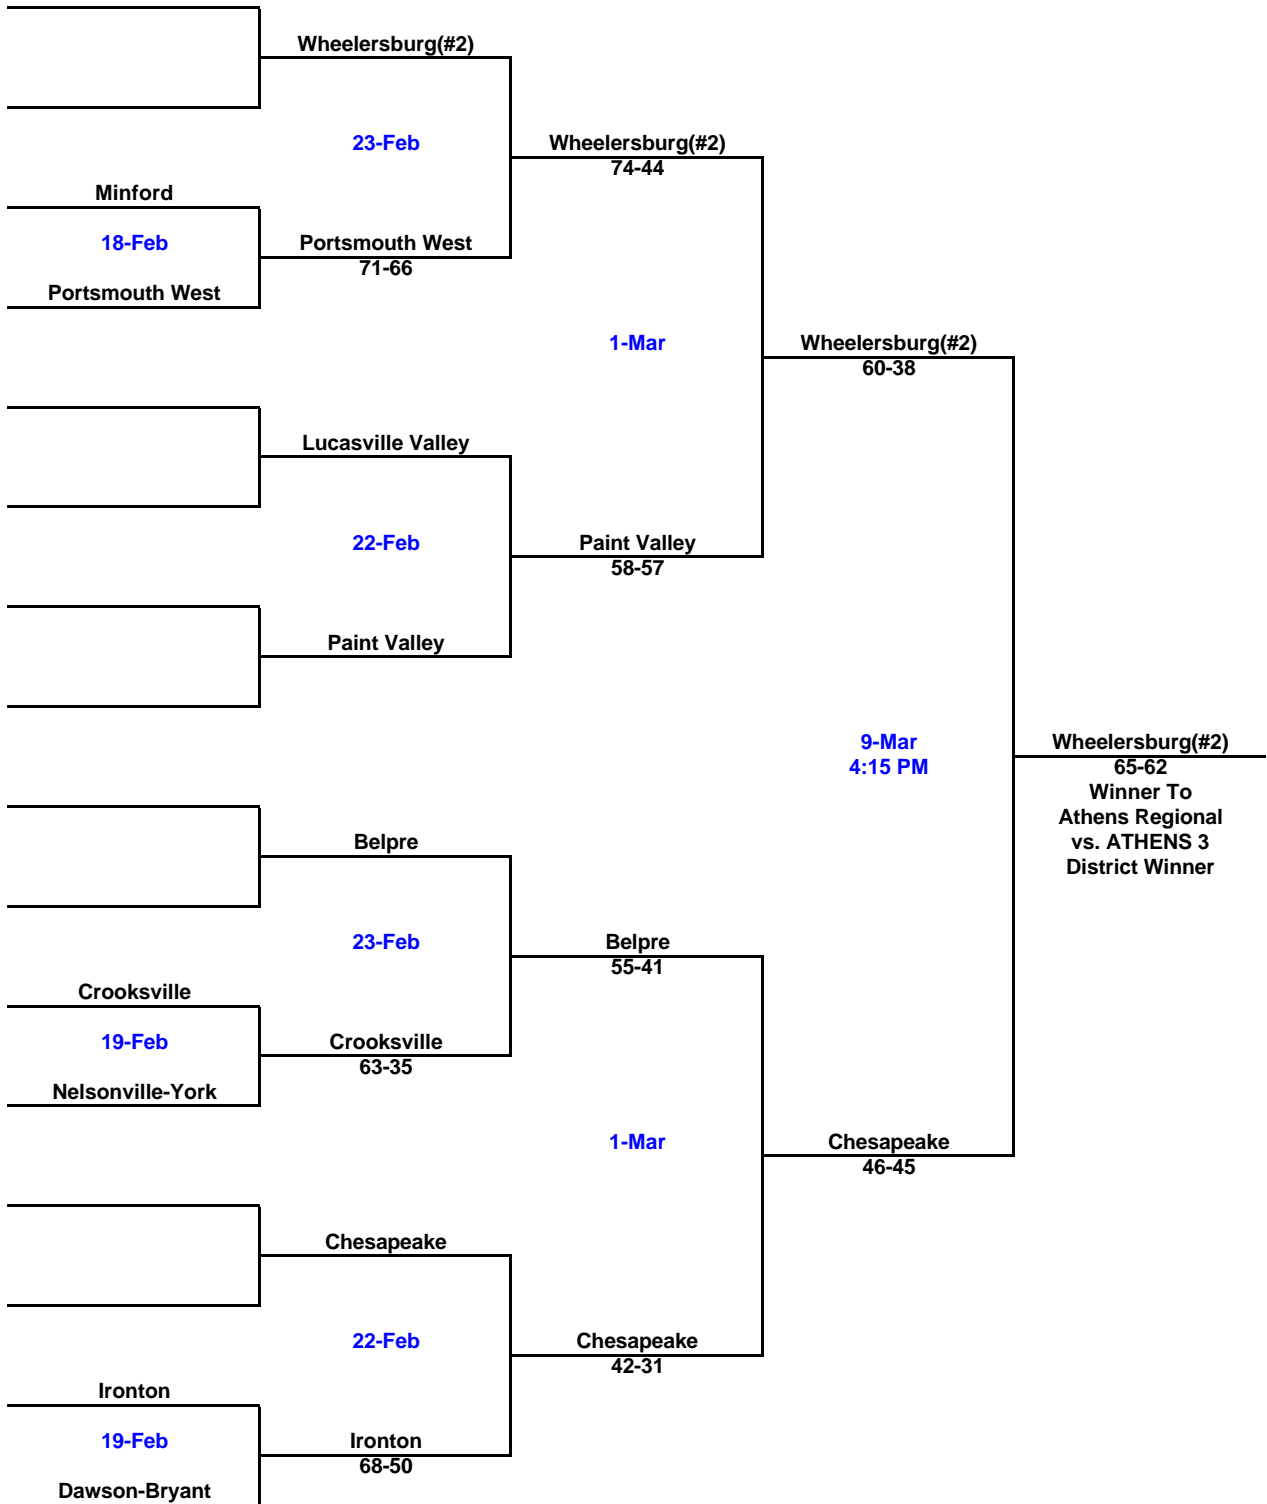 Wheelersburg(#2)
23-Feb
Wheelersburg(#2)
74-44
Minford
18-Feb
Portsmouth West
71-66
Portsmouth West
1-Mar
Wheelersburg(#2)
60-38
Lucasville Valley
22-Feb
Paint Valley
58-57
Paint Valley
9-Mar
4:15 PM
Wheelersburg(#2)
65-62
Winner To
Athens Regional
vs. ATHENS 3
District Winner
Belpre
23-Feb
Belpre
55-41
Crooksville
19-Feb
Crooksville
63-35
Nelsonville-York
1-Mar
Chesapeake
46-45
Chesapeake
22-Feb
Chesapeake
42-31
Ironton
19-Feb
Ironton
68-50
Dawson-Bryant